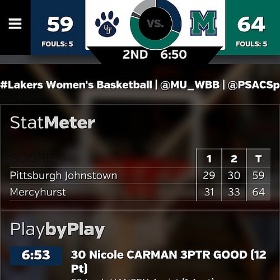 59 VS. M 64
FOULS: 5 FOULS: 5
2ND 6:50
#Lakers Women's Basketball | @MU_WBB | @PSACSp
StatMeter
1 2 T
Pittsburgh Johnstown 29 30 59
Mercyhurst 31 33 64
PlaybyPlay
6:53 30 Nicole CARMAN 3PTR GOOD (12
Pt)